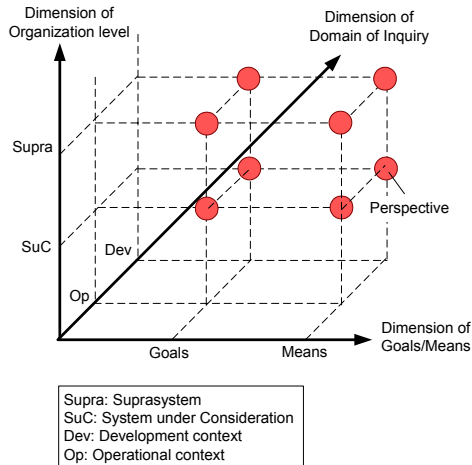 Dimension of
Organization level
Dimension of
Domain of Inquiry
Supra
Perspective
SuC
Dev
Op
Goals
Means
Dimension of
Goals/Means
Supra: Suprasystem
SuC: System under Consideration
Dev: Development context
Op: Operational context